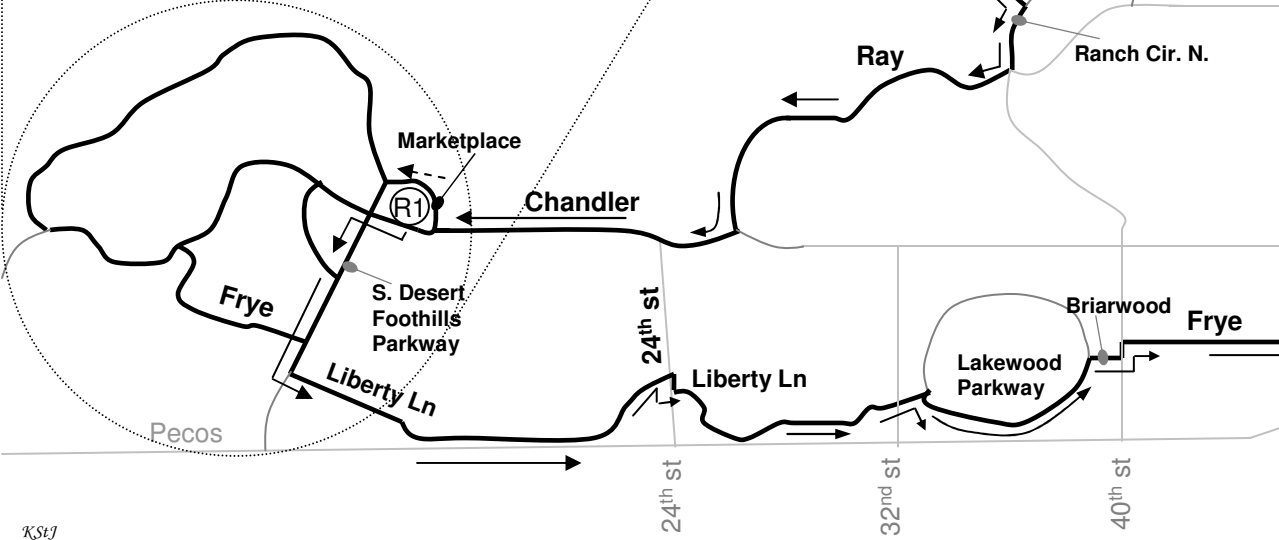 Ranch Cir. N.
Ray
Marketplace
R1
Chandler
S. Desert
Foothills
Parkway
Frye
24th st
Briarwood
Frye
Lakewood
Parkway
Liberty Ln
Liberty Ln
Pecos
24th st
32nd st
40th st
KStJ